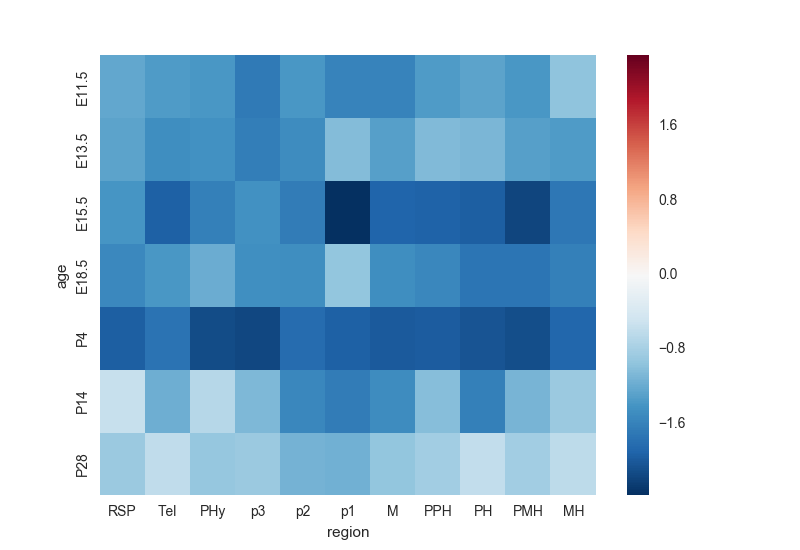 E11.5
E13.5
E15.5
E18.5
P4
P14
P28
age
RSP Tel PHy p3 p2 p1 M PPH PH PMH MH
region
1.6
0.8
0.0
−0.8
−1.6